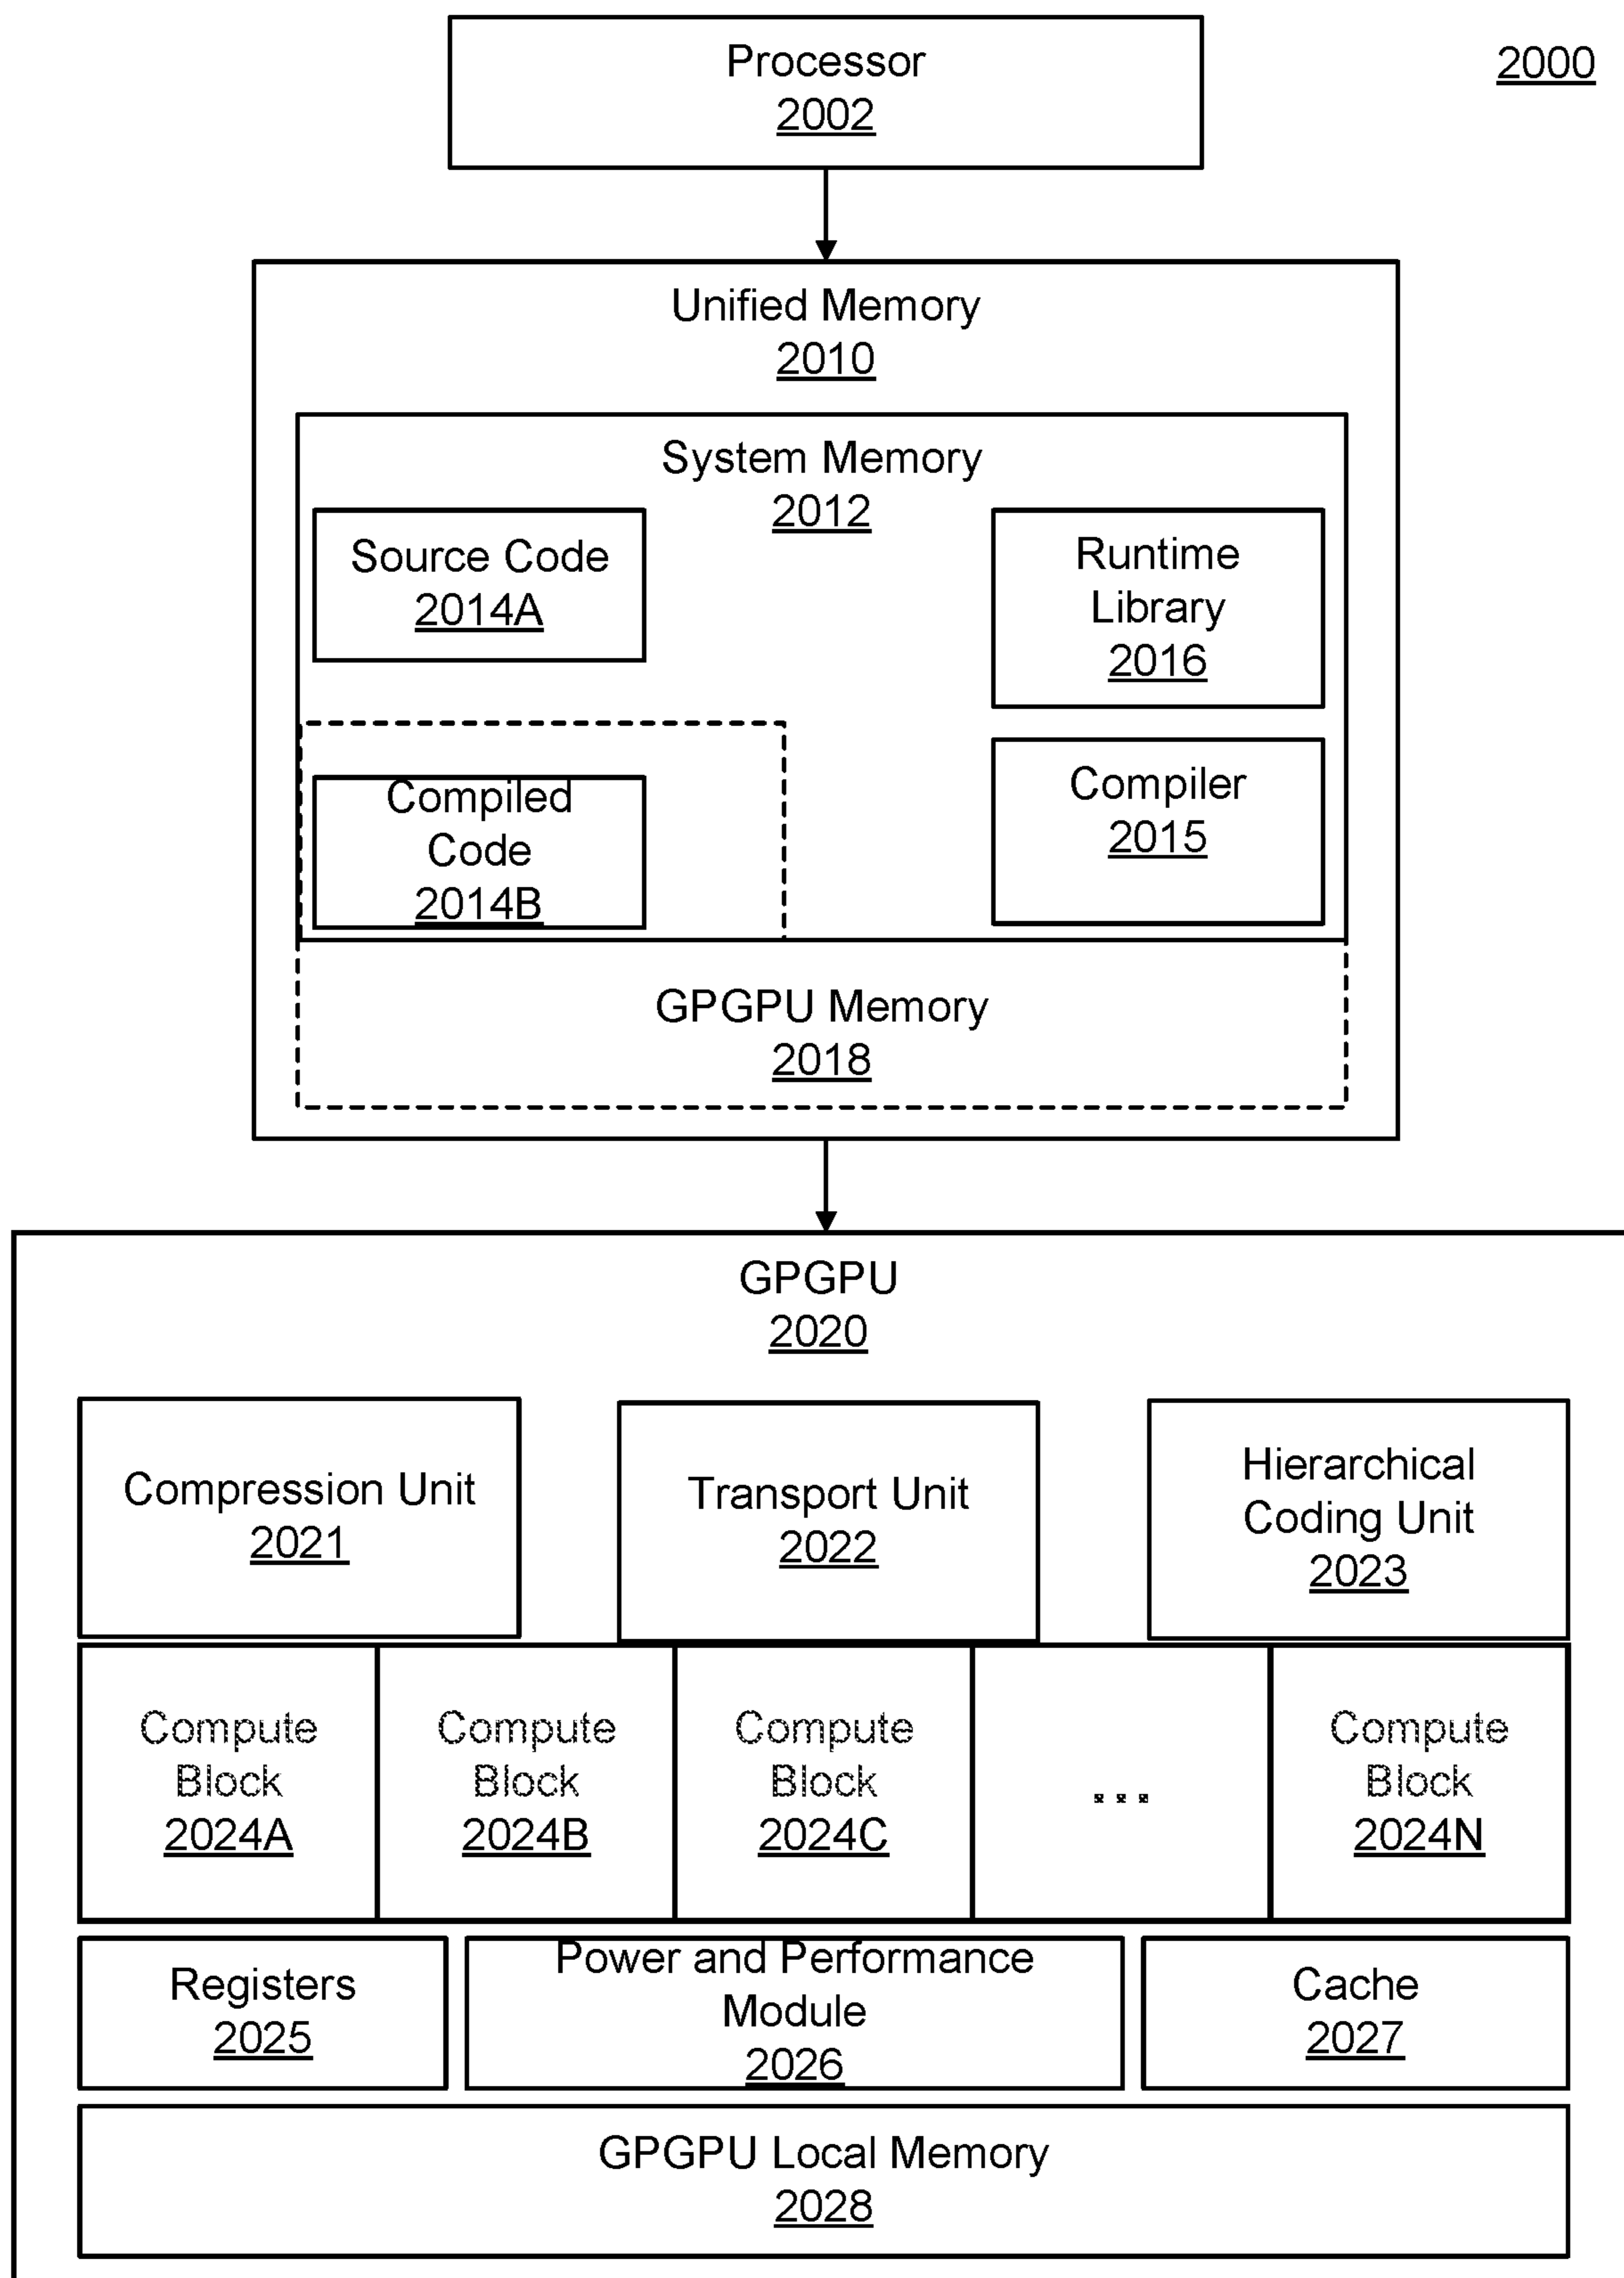 Processor
2002
2000
Unified Memory
2010
System Memory
2012
Source Code
2014A
Runtime
Library
2016
Compiled
Code
2014B
Compiler
2015
GPGPU Memory
2018
GPGPU
2020
Compression Unit
2021
Transport Unit
2022
Hierarchical
Coding Unit
2023
Compute
Block
2024A
Compute
Block
2024B
Compute
Block
2024C
...
Compute
Block
2024N
Registers
2025
Power and Performance
Module
2026
Cache
2027
GPGPU Local Memory
2028